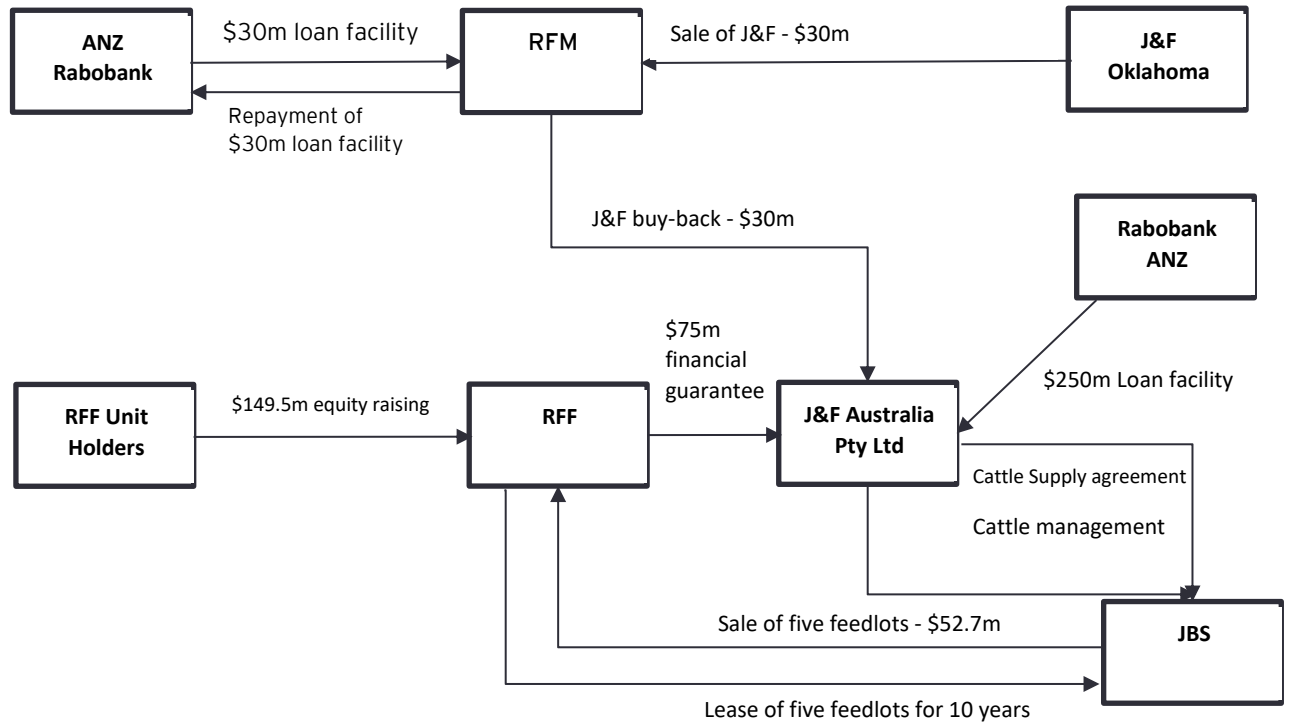 ANZ
Rabobank
$30m loan facility
Repayment of
$30m loan facility
RFM
Sale of J&F - $30m
J&F
Oklahoma
J&F buy-back - $30m
Rabobank
ANZ
$250m Loan facility
RFF Unit
Holders
$149.5m equity raising
RFF
$75m
financial
guarantee
J&F Australia
Pty Ltd
Cattle Supply agreement
Cattle management
Sale of five feedlots - $52.7m
JBS
Lease of five feedlots for 10 years